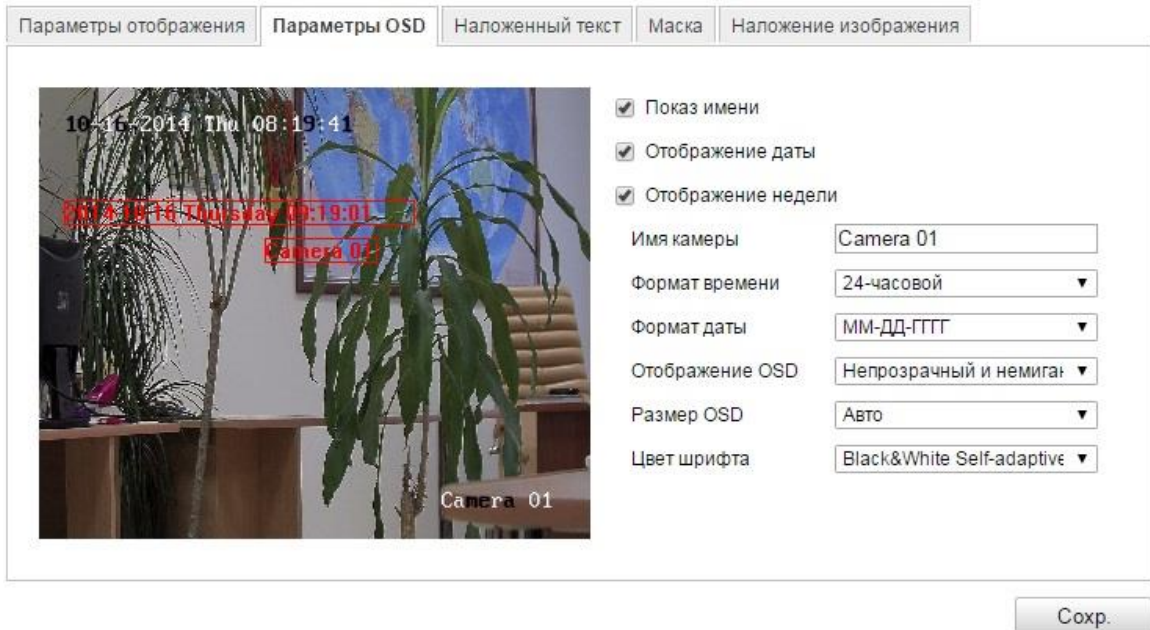 Параметры отображения
Параметры OSD
Наложенный текст
Маска
Наложение изображения
10-16-2014 Thu 08:19:41
2014 10 16 Thursday 09:19:01
Camera 01
Camera 01
Показ имени
Отображение даты
Отображение недели
Имя камеры Camera 01
Формат времени 24-часовой
Формат даты ММ-ДД-ГГГГ
Отображение OSD Непрозрачный и немиган
Размер OSD Авто
Цвет шрифта Black&White Self-adaptive
Сохр.